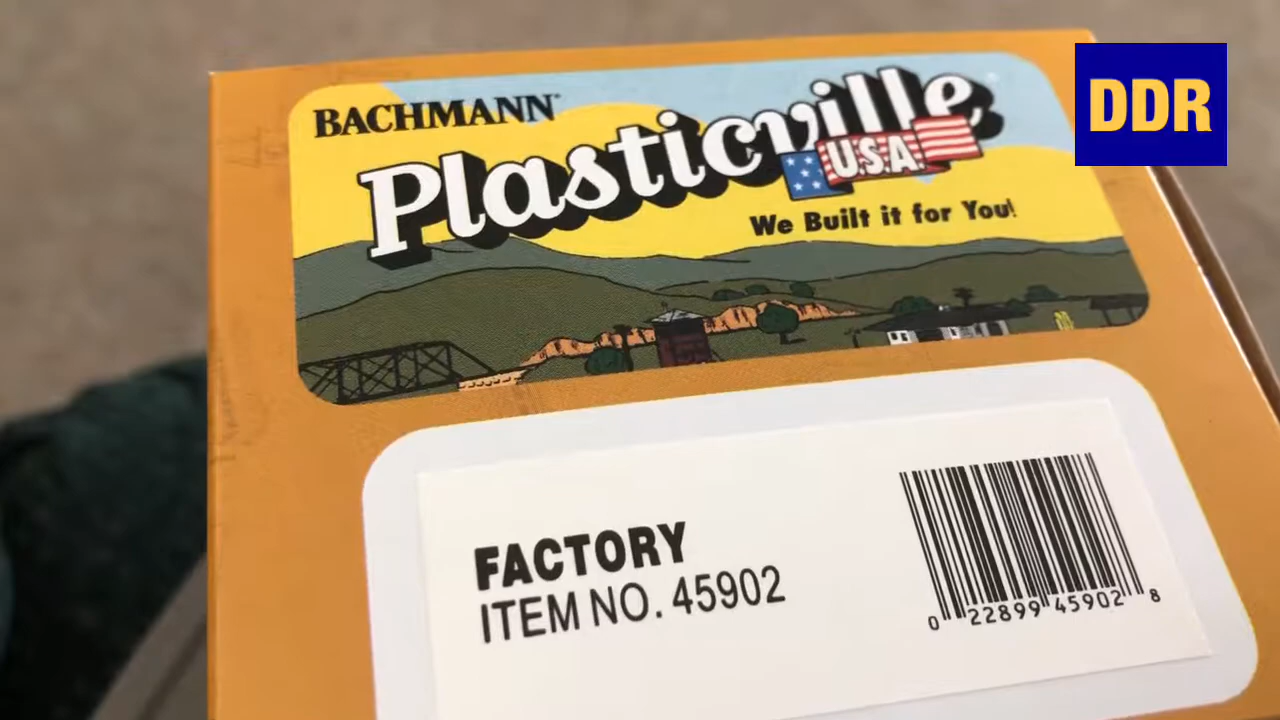 BACHMANN
Plasticville
U.S.A.
We Built it for You!
DDR
FACTORY
ITEM NO. 45902
0 22899 45902 8